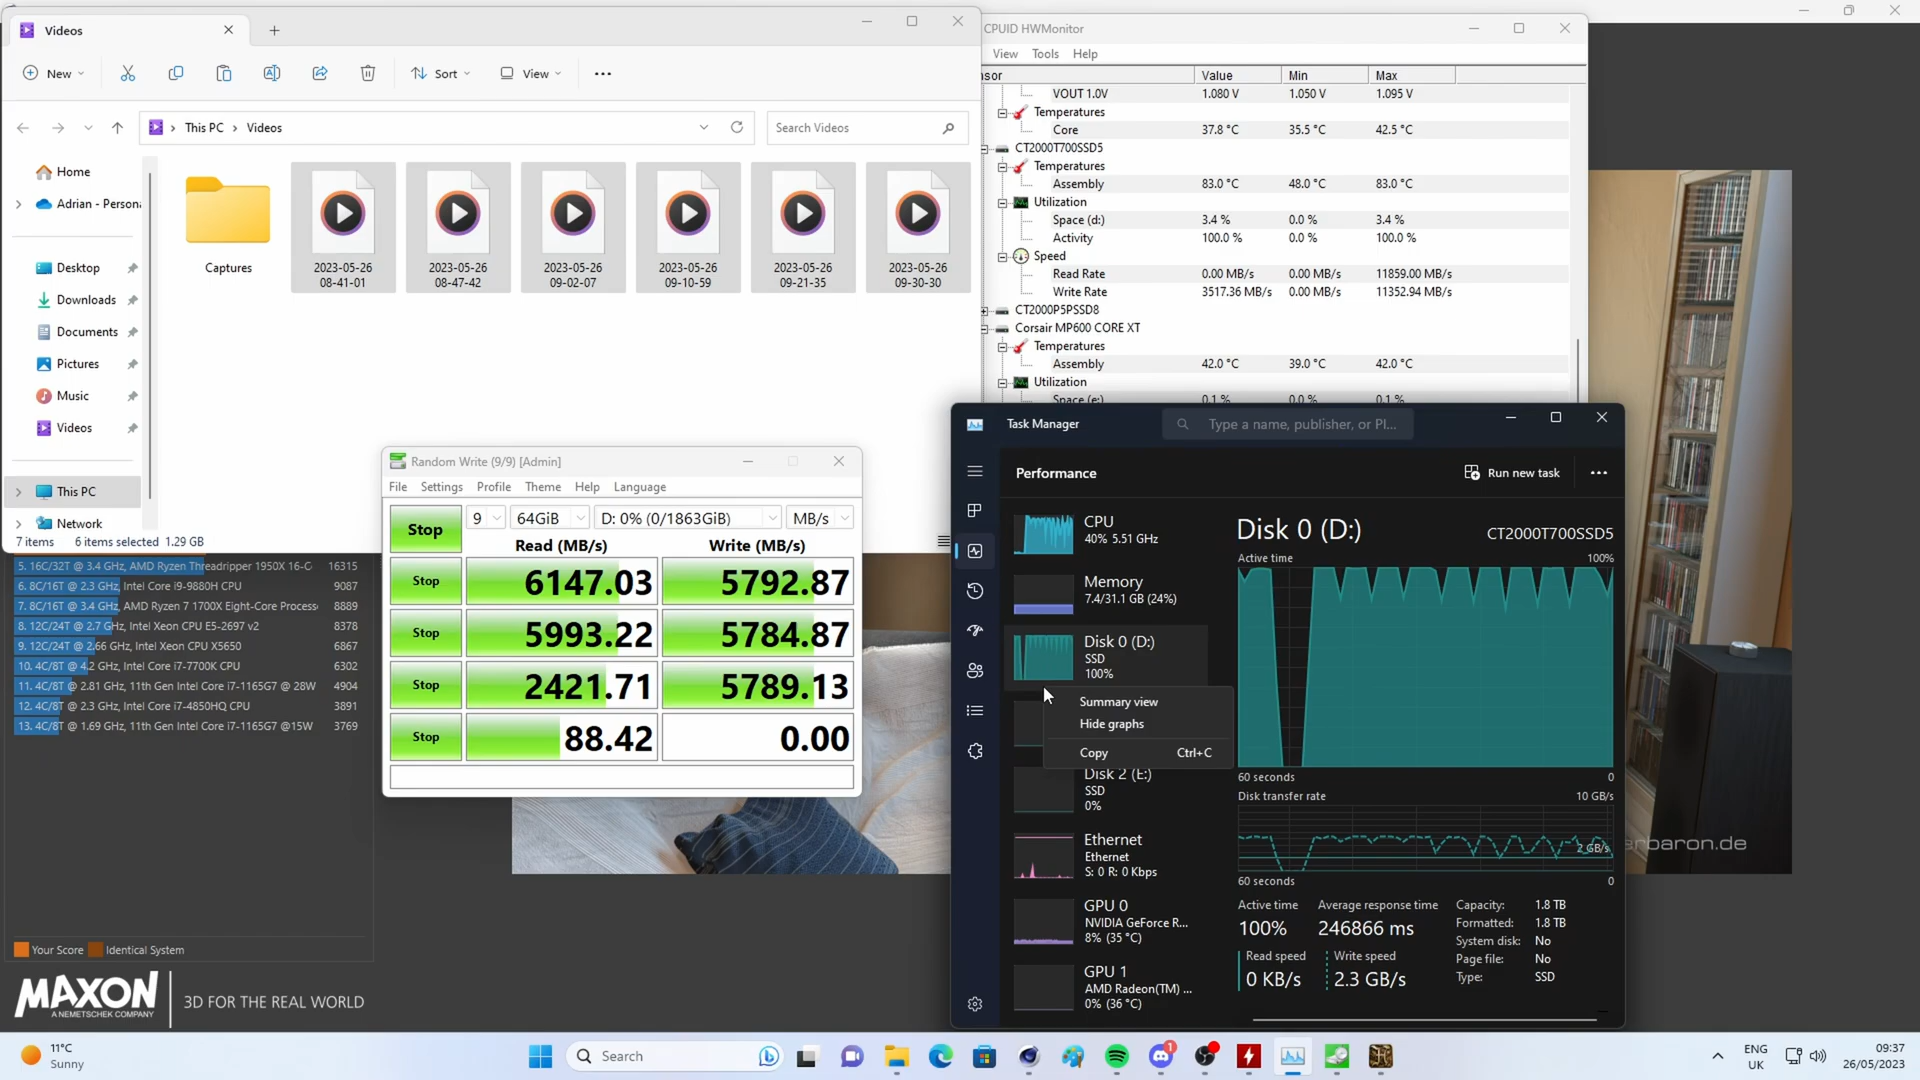 Videos
New
Sort
View
This PC
Videos
Search Videos
Home
Adrian - Persona
Desktop
Downloads
Documents
Pictures
Music
Videos
This PC
Network
Captures
2023-05-26
08-41-01
2023-05-26
08-47-42
2023-05-26
09-02-07
2023-05-26
09-10-59
2023-05-26
09-21-35
2023-05-26
09-30-30
7 items 6 items selected 1.29 GB
CPUID HWMonitor
View Tools Help
sor Value Min Max
VOUT 1.0V 1.080 V 1.050 V 1.095 V
Temperatures
Core 37.8 °C 35.5 °C 42.5 °C
CT2000T700SSD5
Temperatures
Assembly 83.0 °C 48.0 °C 83.0 °C
Utilization
Space (d:) 3.4 % 0.0 % 3.4 %
Activity 100.0 % 0.0 % 100.0 %
Speed
Read Rate 0.00 MB/s 0.00 MB/s 11859.00 MB/s
Write Rate 3517.36 MB/s 0.00 MB/s 11352.94 MB/s
CT2000P5PSSD8
Corsair MP600 CORE XT
Temperatures
Assembly 42.0 °C 39.0 °C 42.0 °C
Utilization
Space (e:) 0.1 % 0.0 % 0.1 %
Random Write (9/9) [Admin]
File Settings Profile Theme Help Language
Stop 9 64GiB D: 0% (0/1863GiB) MB/s
Read (MB/s) Write (MB/s)
Stop 6147.03 5792.87
Stop 5993.22 5784.87
Stop 2421.71 5789.13
Stop 88.42 0.00
5. 16C/32T @ 3.4 GHz, AMD Ryzen Threadripper 1950X 16-C 16315
6. 8C/16T @ 2.3 GHz, Intel Core i9-9880H CPU 9087
7. 8C/16T @ 3.4 GHz, AMD Ryzen 7 1700X Eight-Core Process 8889
8. 12C/24T @ 2.7 GHz, Intel Xeon CPU E5-2697 v2 8378
9. 12C/24T @ 2.66 GHz, Intel Xeon CPU X5650 6867
10. 4C/8T @ 4.2 GHz, Intel Core i7-7700K CPU 6302
11. 4C/8T @ 2.81 GHz, 11th Gen Intel Core i7-1165G7 @ 28W 4904
12. 4C/8T @ 2.3 GHz, Intel Core i7-4850HQ CPU 3891
13. 4C/8T @ 1.69 GHz, 11th Gen Intel Core i7-1165G7 @15W 3769
Your Score Identical System
MAXON
A NEMETSCHEK COMPANY
3D FOR THE REAL WORLD
Task Manager
Type a name, publisher, or PI...
Performance
Run new task
CPU
40% 5.51 GHz
Memory
7.4/31.1 GB (24%)
Disk 0 (D:)
SSD
100%
Summary view
Hide graphs
Copy Ctrl+C
Disk 2 (E:)
SSD
0%
Ethernet
Ethernet
S: 0 R: 0 Kbps
GPU 0
NVIDIA GeForce R...
8% (35 °C)
GPU 1
AMD Radeon(TM) ...
0% (36 °C)
Disk 0 (D:) CT2000T700SSD5
Active time 100%
60 seconds 0
Disk transfer rate 10 GB/s
2 GB/s
60 seconds 0
Active time
100%
Average response time
246866 ms
Read speed
0 KB/s
Write speed
2.3 GB/s
Capacity: 1.8 TB
Formatted: 1.8 TB
System disk: No
Page file: No
Type: SSD
erbaron.de
11°C
Sunny
Search
1
ENG
UK
09:37
26/05/2023